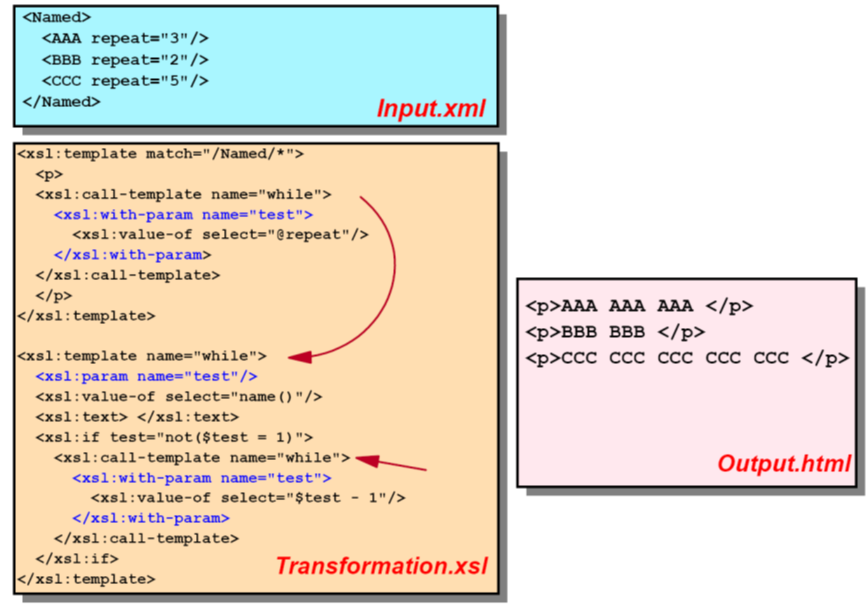 <Named>
  <AAA repeat="3"/>
  <BBB repeat="2"/>
  <CCC repeat="5"/>
</Named>
Input.xml
<xsl:template match="/Named/*">
  <p>
  <xsl:call-template name="while">
    <xsl:with-param name="test">
      <xsl:value-of select="@repeat"/>
    </xsl:with-param>
  </xsl:call-template>
  </p>
</xsl:template>

<xsl:template name="while">
  <xsl:param name="test"/>
  <xsl:value-of select="name()"/>
  <xsl:text> </xsl:text>
  <xsl:if test="not($test = 1)">
    <xsl:call-template name="while">
      <xsl:with-param name="test">
        <xsl:value-of select="$test - 1"/>
      </xsl:with-param>
    </xsl:call-template>
  </xsl:if>
</xsl:template>
Transformation.xsl
<p>AAA AAA AAA </p>
<p>BBB BBB </p>
<p>CCC CCC CCC CCC CCC </p>
Output.html